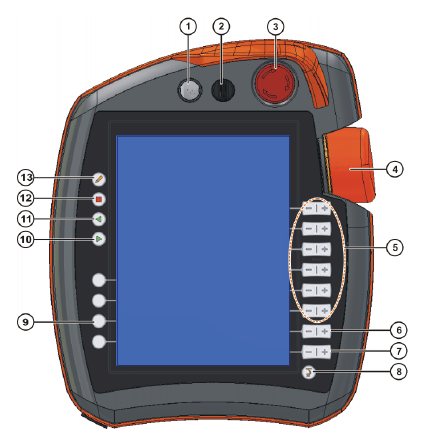 1
2
3
4
13
12
11
10
5
9
6
7
8
− | +
− | +
− | +
− | +
− | +
− | +
− | +
− | +